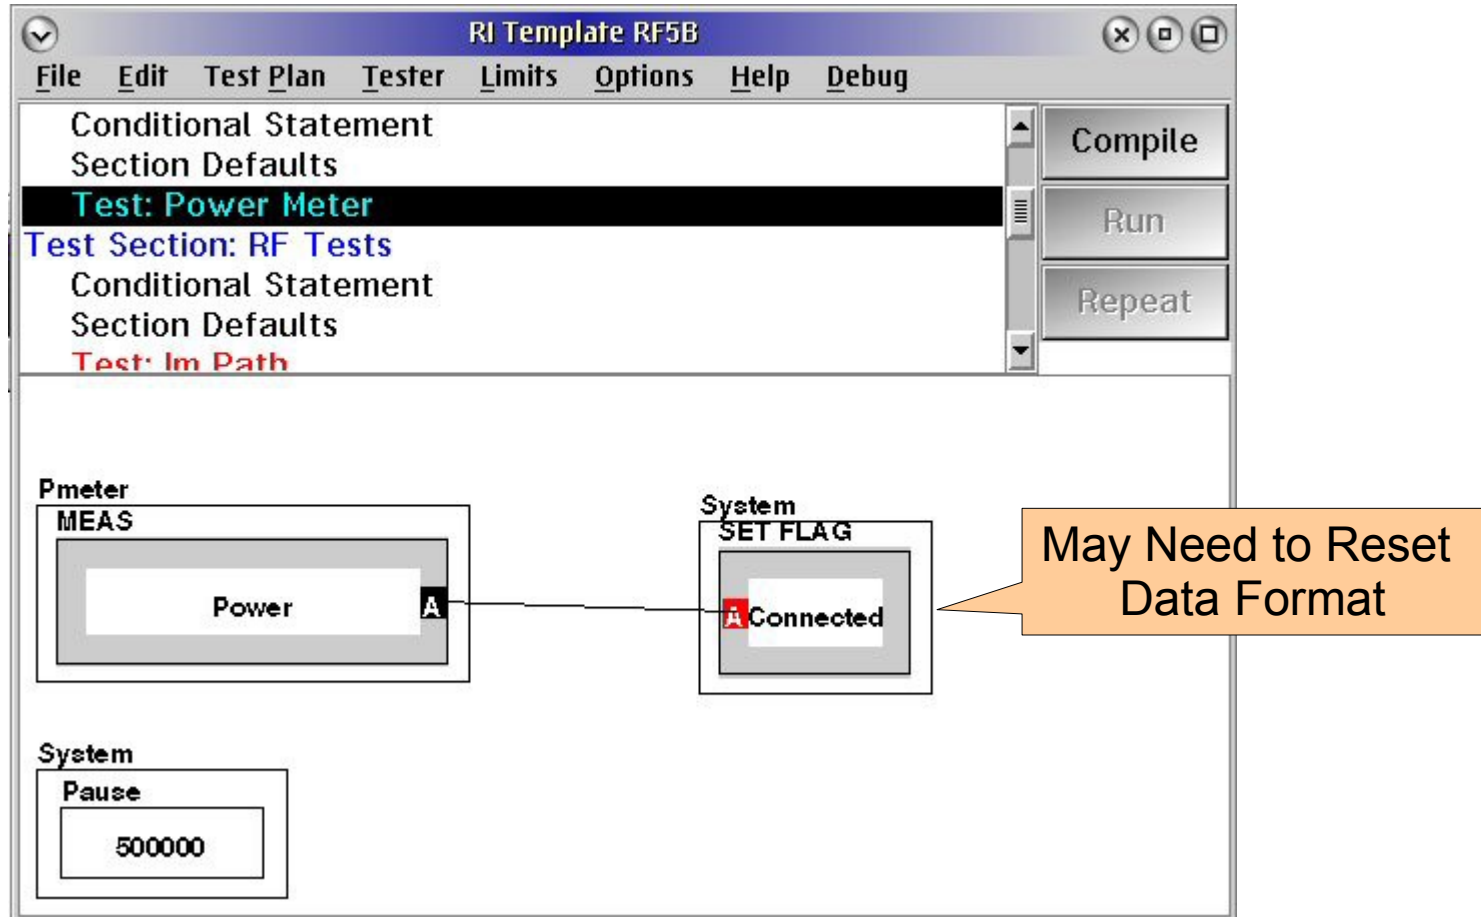 RI Template RF5B
File Edit Test Plan Tester Limits Options Help Debug
Conditional Statement
Section Defaults
Test: Power Meter
Test Section: RF Tests
Conditional Statement
Section Defaults
Test: Im Path
Compile
Run
Repeat
Pmeter
MEAS
Power A
System
SET FLAG
A Connected
May Need to Reset
Data Format
System
Pause
500000